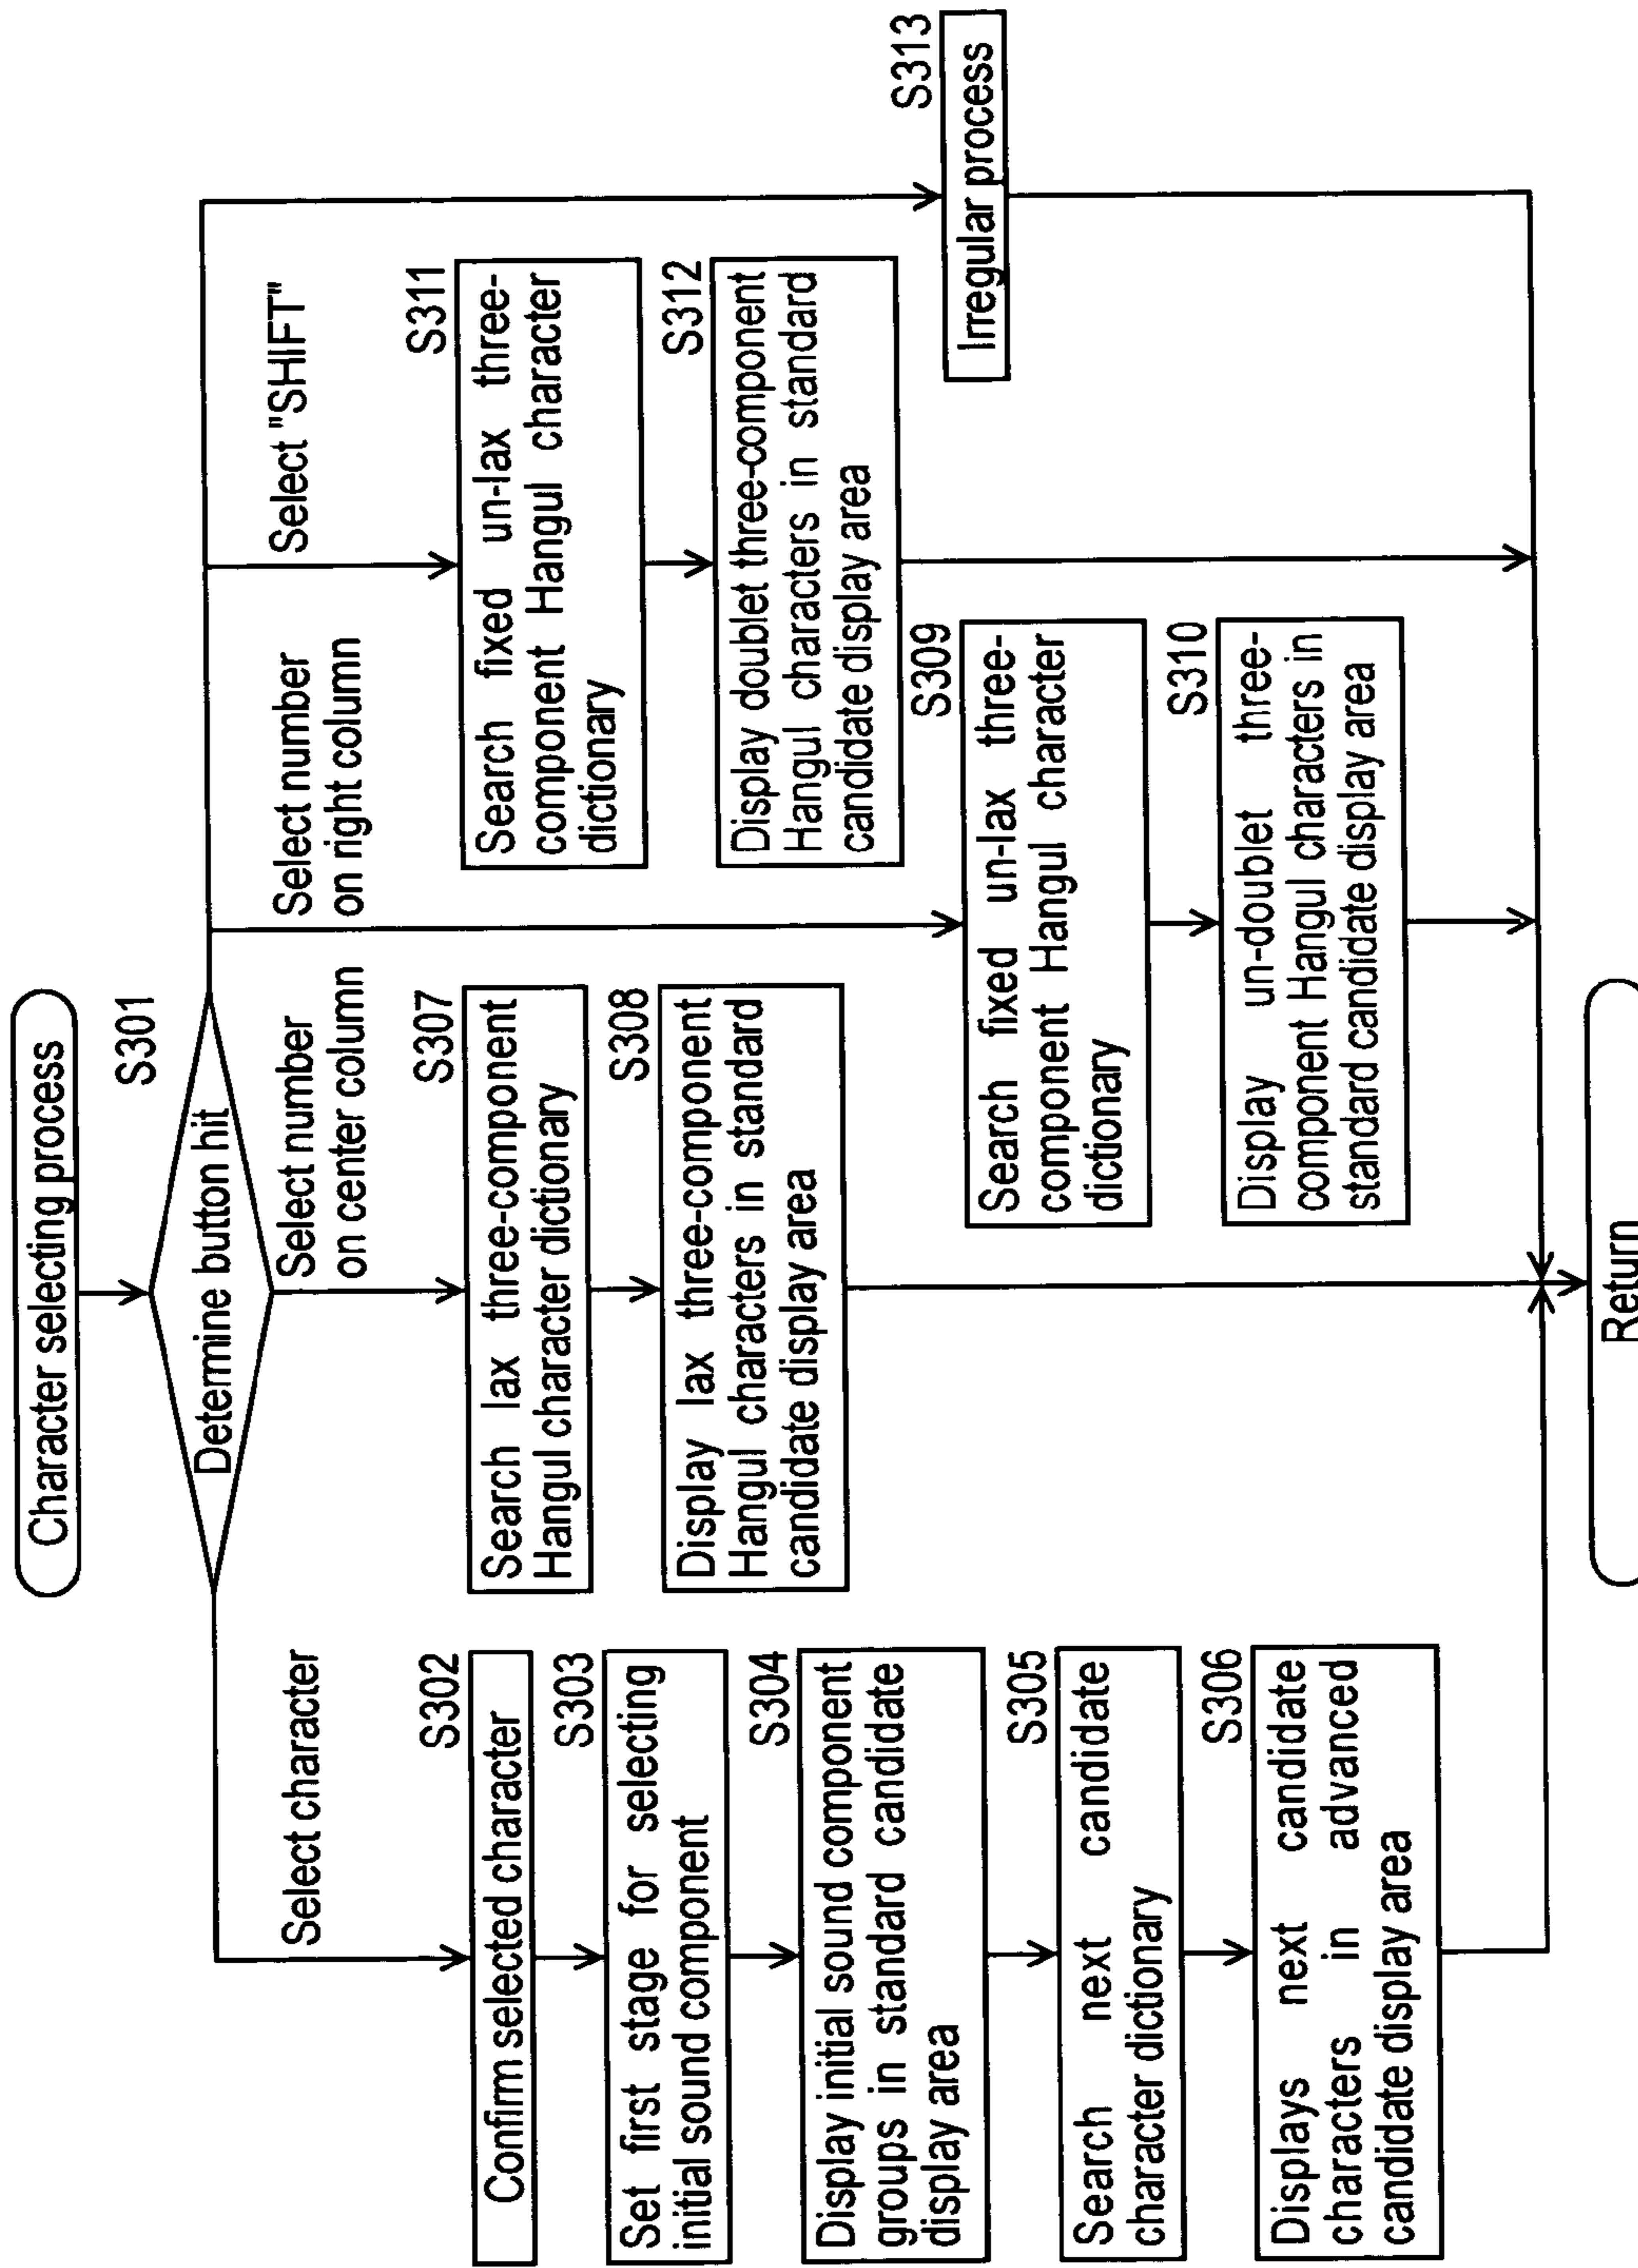 Character selecting process
S301
Determine button hit
Select character
S302
Confirm selected character
S303
Set first stage for selecting
initial sound component
S304
Display initial sound component
groups in standard candidate
display area
S305
Search next candidate
character dictionary
S306
Displays next candidate
characters in advanced
candidate display area
Select number
on center column
S307
Search lax three-component
Hangul character dictionary
S308
Display lax three-component
Hangul characters in standard
candidate display area
Select number
on right column
S309
Search fixed un-lax three-
component Hangul character
dictionary
S310
Display un-doublet three-
component Hangul characters in
standard candidate display area
Select "SHIFT"
S311
Search fixed un-lax three-
component Hangul character
dictionary
S312
Display doublet three-component
Hangul characters in standard
candidate display area
S313
Irregular process
Return